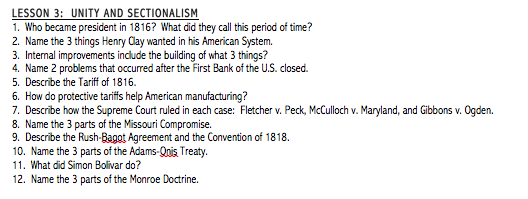 LESSON 3:  UNITY AND SECTIONALISM
1.  Who became president in 1816?  What did they call this period of time?
2.  Name the 3 things Henry Clay wanted in his American System.
3.  Internal improvements include the building of what 3 things?
4.  Name 2 problems that occurred after the First Bank of the U.S. closed.
5.  Describe the Tariff of 1816.
6.  How do protective tariffs help American manufacturing?
7.  Describe how the Supreme Court ruled in each case:  Fletcher v. Peck, McCulloch v. Maryland, and Gibbons v. Ogden.
8.  Name the 3 parts of the Missouri Compromise.
9.  Describe the Rush-Bagot Agreement and the Convention of 1818.
10.  Name the 3 parts of the Adams-Onis Treaty.
11.  What did Simon Bolivar do?
12.  Name the 3 parts of the Monroe Doctrine.